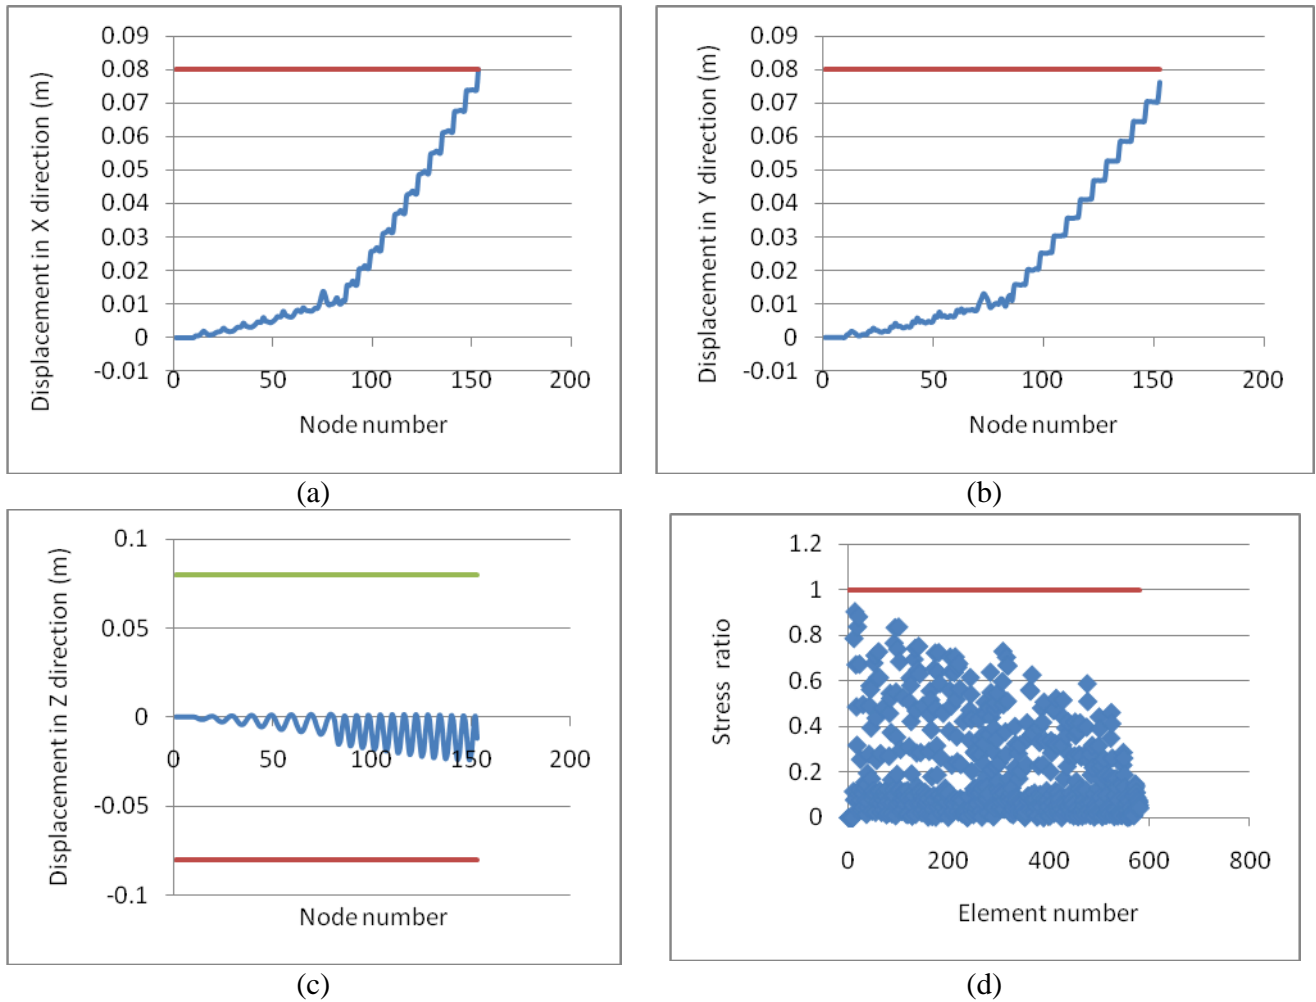 0.09
0.08
0.07
0.06
0.05
0.04
0.03
0.02
0.01
0
-0.01
0 50 100 150 200
Displacement in X direction (m)
Node number
(a)
0.09
0.08
0.07
0.06
0.05
0.04
0.03
0.02
0.01
0
-0.01
0 50 100 150 200
Displacement in Y direction (m)
Node number
(b)
0.1
0.05
0
-0.05
-0.1
0 50 100 150 200
Displacement in Z direction (m)
Node number
(c)
1.2
1
0.8
0.6
0.4
0.2
0
0 200 400 600 800
Stress ratio
Element number
(d)